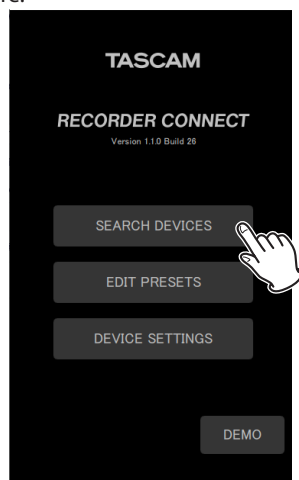 TASCAM
RECORDER CONNECT
Version 1.1.0 Build 26
SEARCH DEVICES
EDIT PRESETS
DEVICE SETTINGS
DEMO